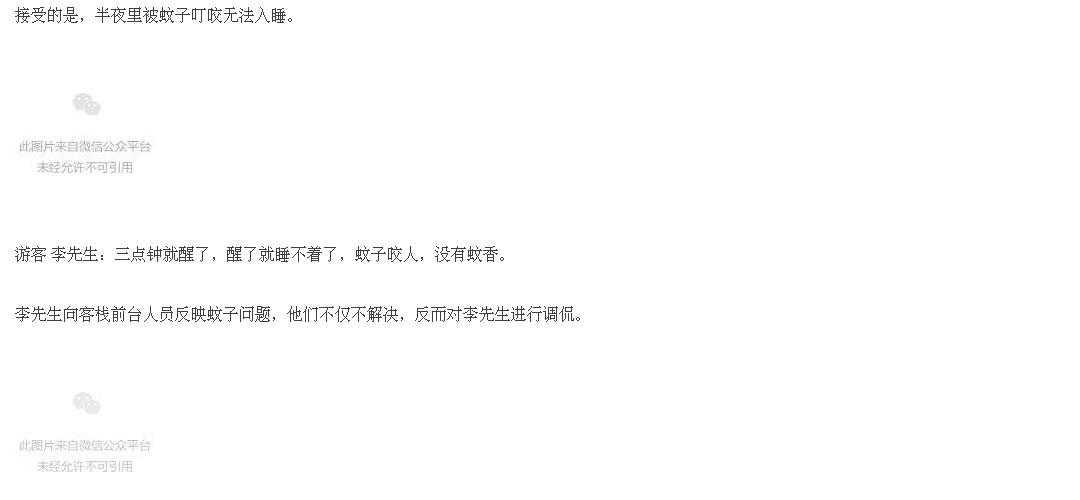 接受的是，半夜里被蚊子叮咬无法入睡。
此图片来自微信公众平台
未经允许不可引用
游客 李先生：三点钟就醒了，醒了就睡不着了，蚊子咬人，没有蚊香。
李先生向客栈前台人员反映蚊子问题，他们不仅不解决，反而对李先生进行调侃。
此图片来自微信公众平台
未经允许不可引用